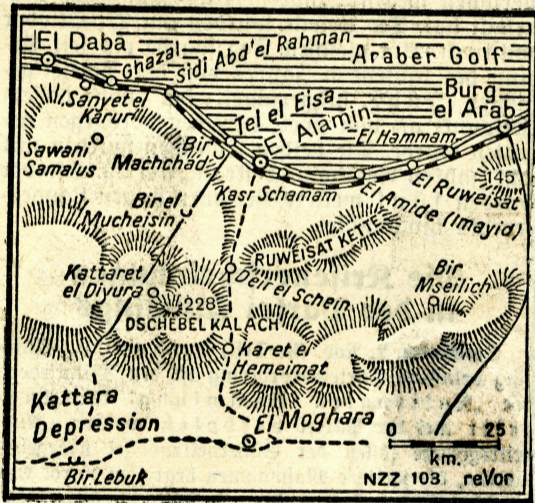 El Daba
Ghazal
Sidi Abd'el Rahman
Araber Golf
Sanyet el
Karur
Tel el Eisa
El Alamin
Burg
el Arab
El Hammam
Sawani
Samalus
Bir
Machchad
Kasr Schamam
El Amide (Imayid)
El Ruweisat
145
Bir el
Mucheisin
RUWEISAT KETTE
Kattaret
el Diyura
228
DSCHEBEL KALACH
Deir el Schein
Bir
Mseilich
Karet el
Hemeimat
Kattara
Depression
El Moghara
0 25
km.
Bir Lebuk
NZZ 103 reVor